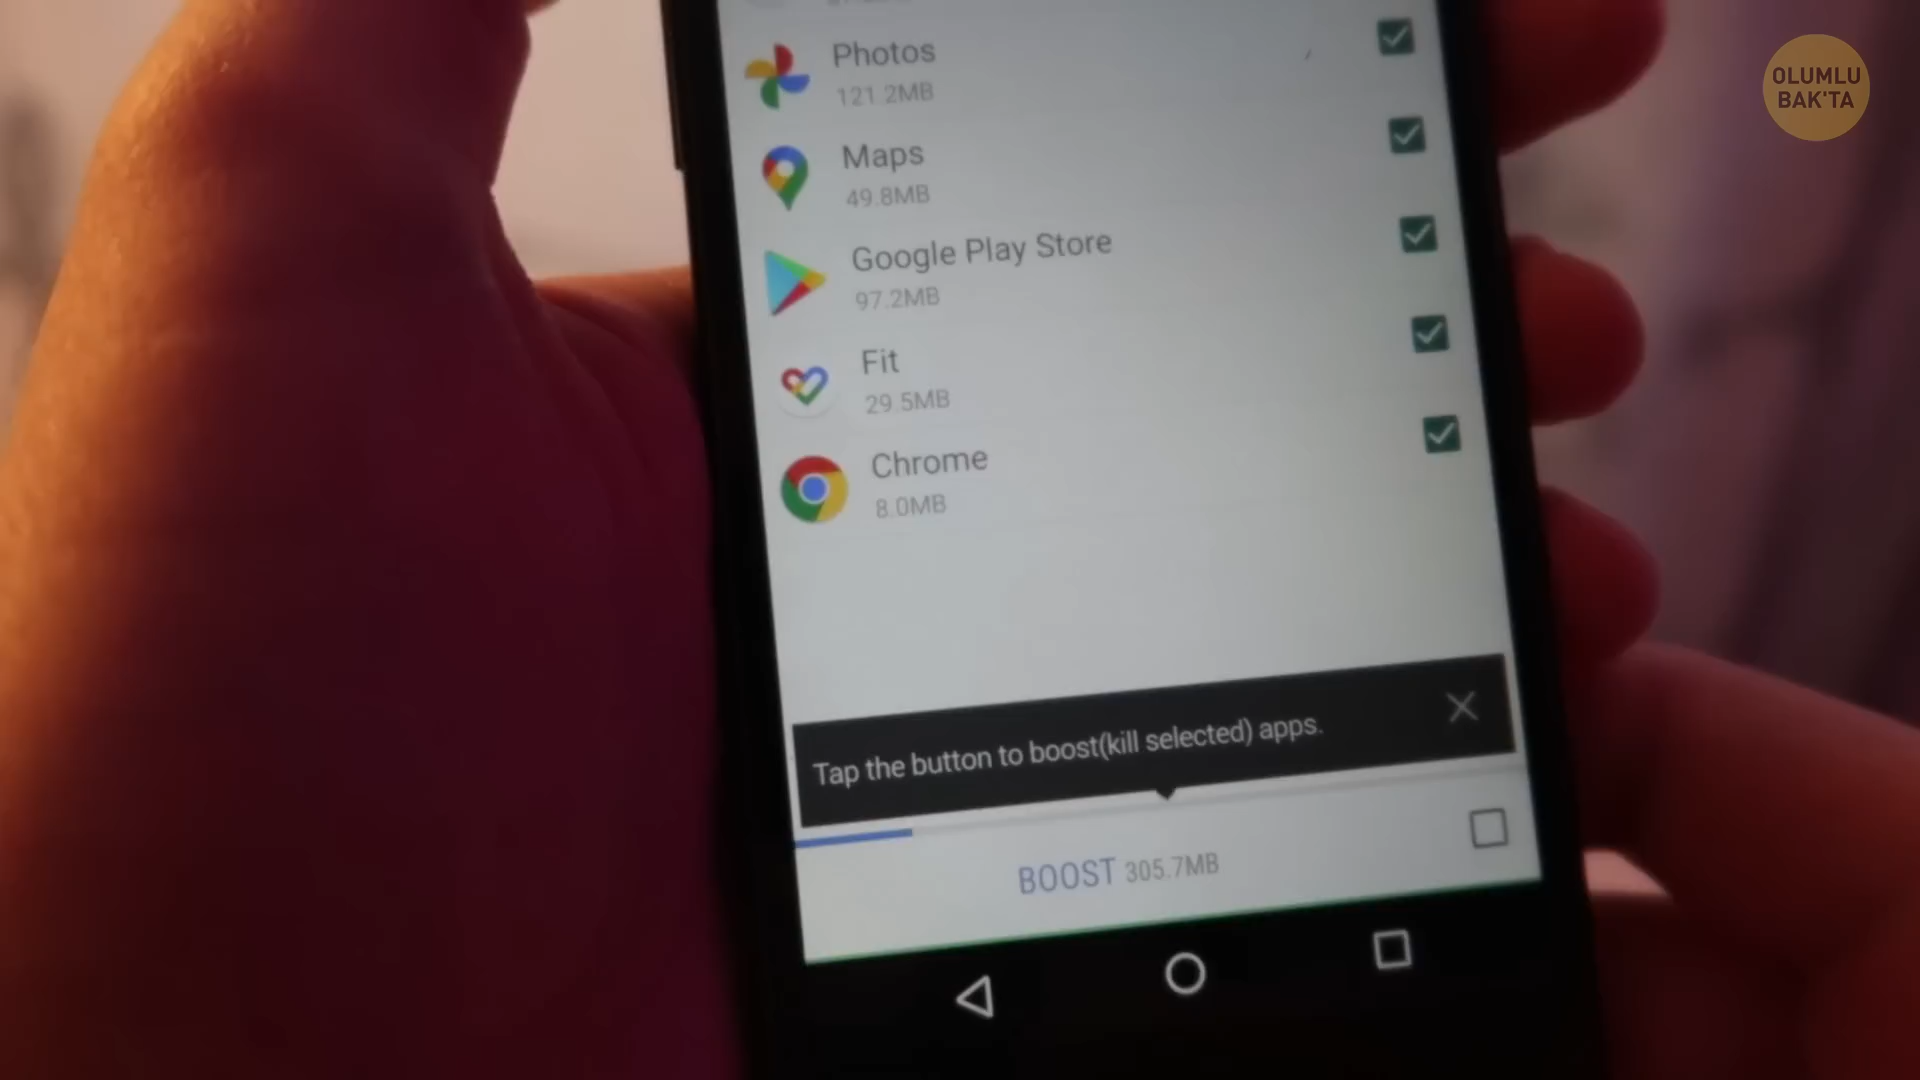 OLUMLU
BAK'TA
Photos
121.2MB
Maps
49.8MB
Google Play Store
97.2MB
Fit
29.5MB
Chrome
8.0MB
Tap the button to boost(kill selected) apps.
BOOST 305.7MB